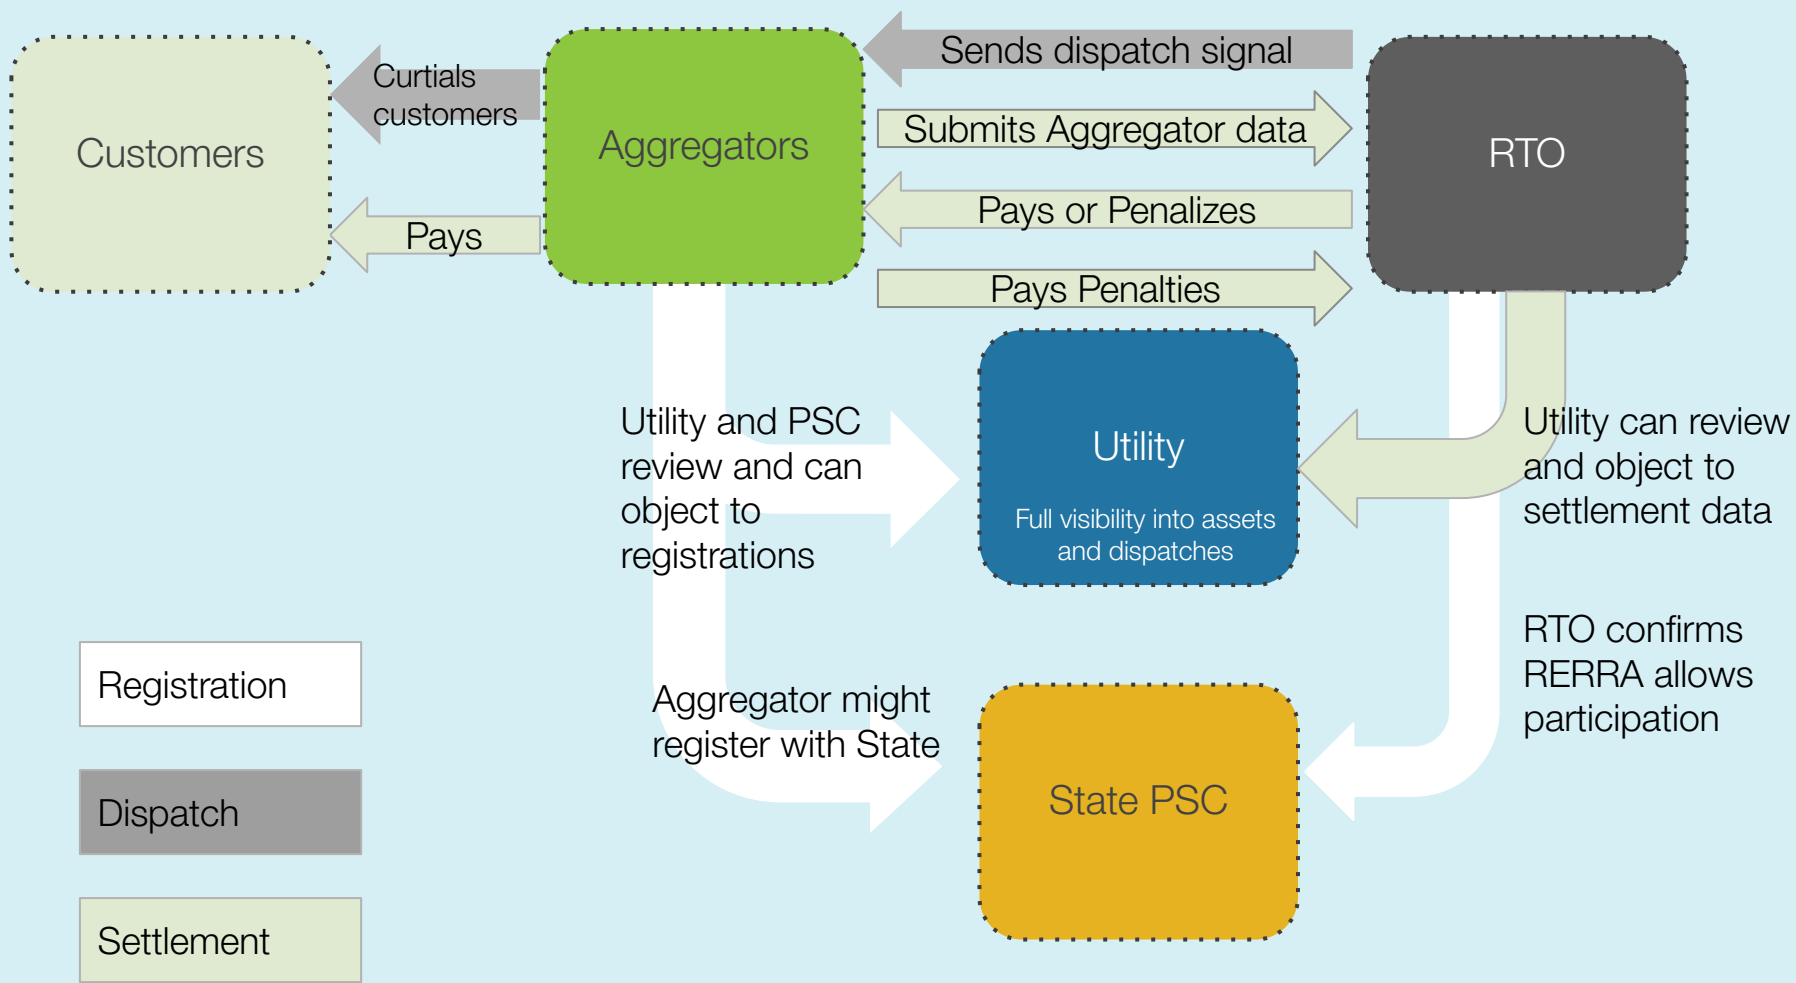 Sends dispatch signal
Curtials
customers
Customers
Aggregators
Submits Aggregator data
RTO
Pays or Penalizes
Pays
Pays Penalties
Utility and PSC
review and can
object to
registrations
Utility
Full visibility into assets
and dispatches
Utility can review
and object to
settlement data
Registration
Aggregator might
register with State
RTO confirms
RERRA allows
participation
Dispatch
State PSC
Settlement